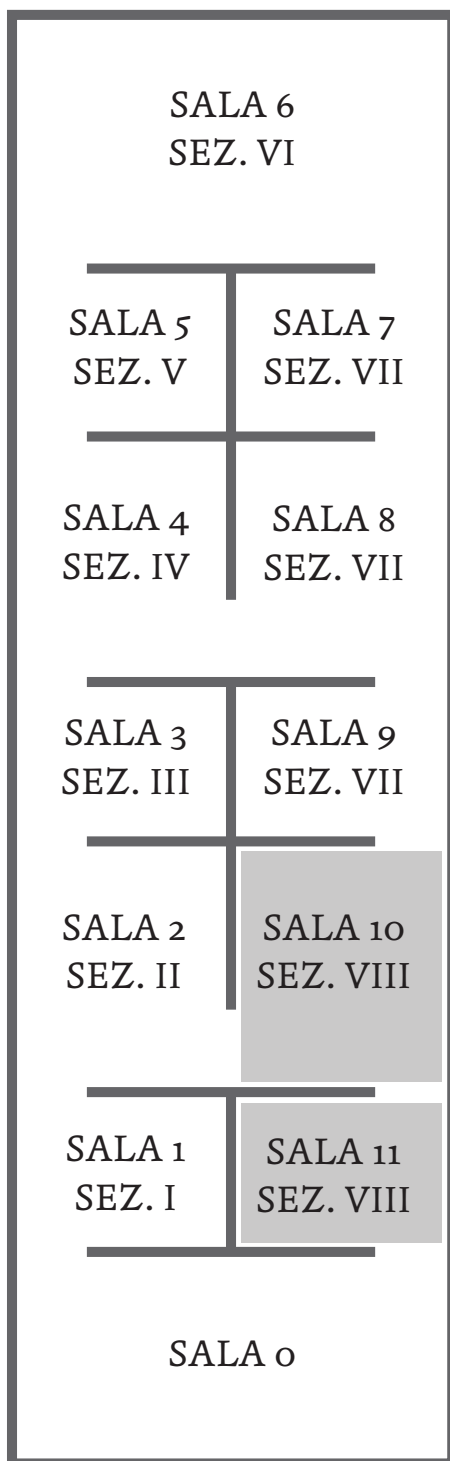 SALA 6
SEZ. VI
SALA 5
SEZ. V
SALA 7
SEZ. VII
SALA 4
SEZ. IV
SALA 8
SEZ. VII
SALA 3
SEZ. III
SALA 9
SEZ. VII
SALA 2
SEZ. II
SALA 10
SEZ. VIII
SALA 1
SEZ. I
SALA 11
SEZ. VIII
SALA 0